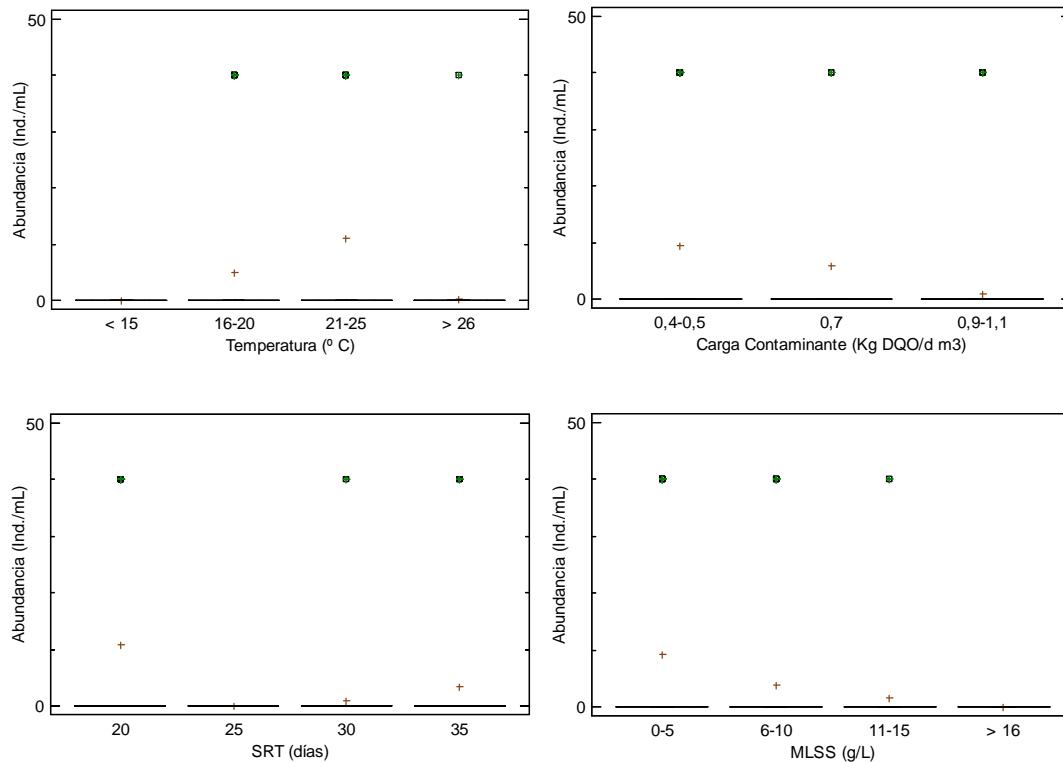 Abundancia (Ind./mL)
50
0
< 15 16-20 21-25 > 26
Temperatura (º C)
Abundancia (Ind./mL)
50
0
0,4-0,5 0,7 0,9-1,1
Carga Contaminante (Kg DQO/d m3)
Abundancia (Ind./mL)
50
0
20 25 30 35
SRT (días)
Abundancia (Ind./mL)
50
0
0-5 6-10 11-15 > 16
MLSS (g/L)